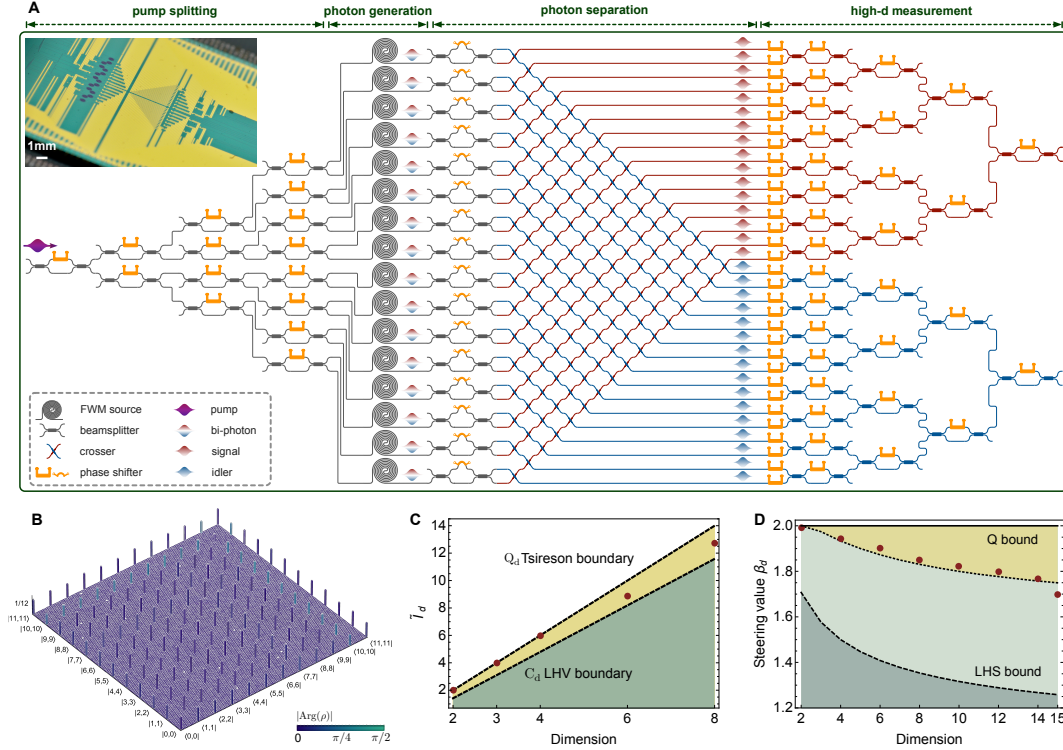 A
pump splitting
photon generation
photon separation
high-d measurement
1mm
FWM source
pump
beamsplitter
bi-photon
crosser
signal
phase shifter
idler
B
1/12
|11,11⟩
|10,10⟩
|9,9⟩
|8,8⟩
|7,7⟩
|6,6⟩
|5,5⟩
|4,4⟩
|3,3⟩
|2,2⟩
|1,1⟩
|0,0⟩
⟨0,0|
⟨1,1|
⟨2,2|
⟨3,3|
⟨4,4|
⟨5,5|
⟨6,6|
⟨7,7|
⟨8,8|
⟨9,9|
⟨10,10|
⟨11,11|
|Arg(ρ)|
0 π/4 π/2
C
14
12
10
8
6
4
2
Ĩ_d
Q_d Tsireson boundary
C_d LHV boundary
2 3 4 6 8
Dimension
D
2.0
1.8
1.6
1.4
1.2
Steering value β_d
Q bound
LHS bound
2 4 6 8 10 12 14 15
Dimension